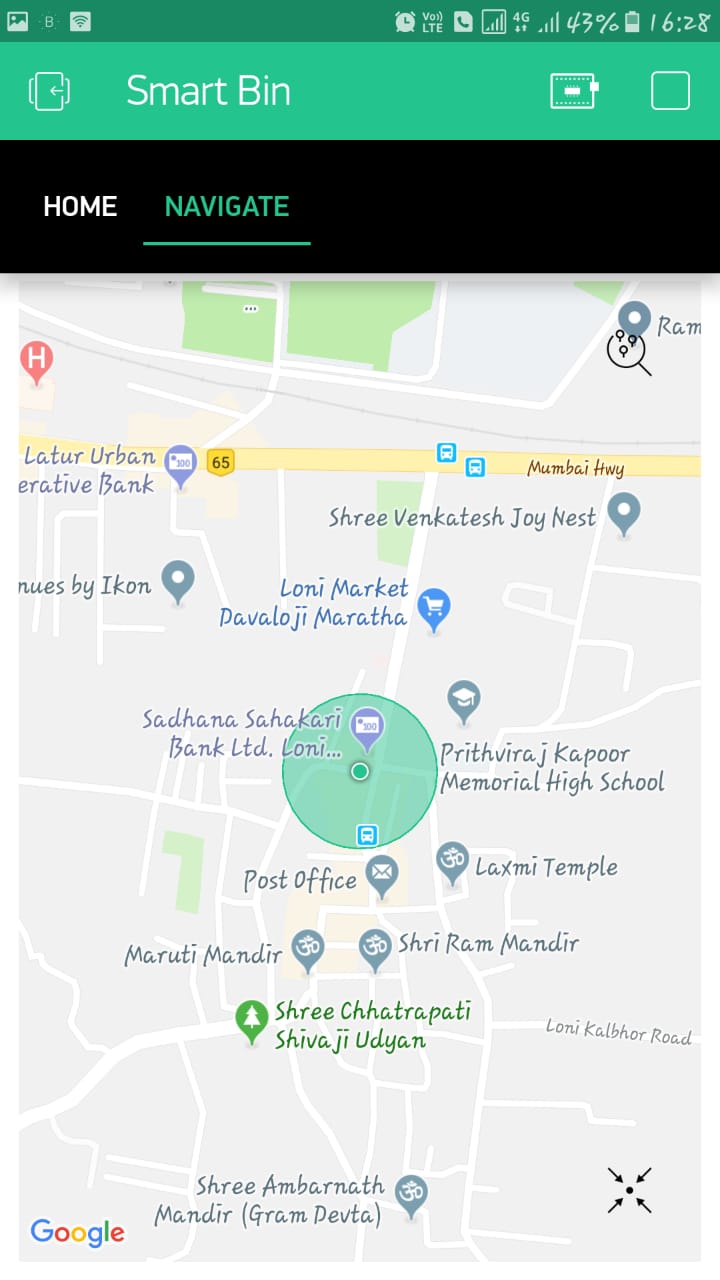 B Vo)) LTE 4G 43% 16:28
Smart Bin
HOME NAVIGATE
Ram
H
Latur Urban
erative Bank
100
65
Mumbai Hwy
Shree Venkatesh Joy Nest
nues by Ikon
Loni Market
Davaloji Maratha
Sadhana Sahakari
Bank Ltd. Loni...
100
Prithviraj Kapoor
Memorial High School
Post Office
ॐ
Laxmi Temple
Maruti Mandir
ॐ
ॐ
Shri Ram Mandir
Shree Chhatrapati
Shivaji Udyan
Loni Kalbhor Road
Shree Ambarnath
Mandir (Gram Devta)
ॐ
Google